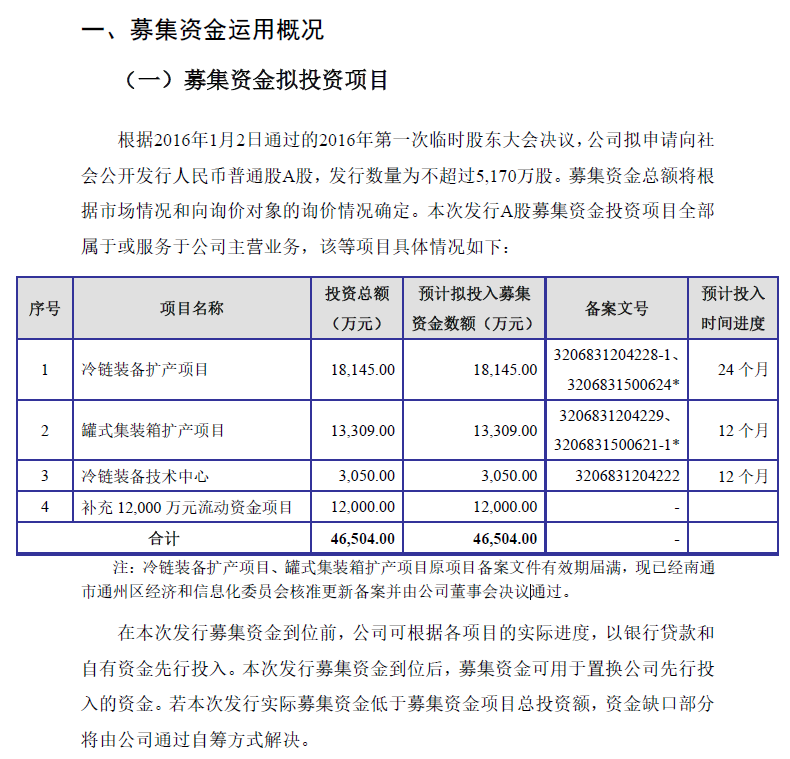 一、募集资金运用概况
（一）募集资金拟投资项目
根据2016年1月2日通过的2016年第一次临时股东大会决议，公司拟申请向社
会公开发行人民币普通股A股，发行数量为不超过5,170万股。募集资金总额将根
据市场情况和向询价对象的询价情况确定。本次发行A股募集资金投资项目全部
属于或服务于公司主营业务，该等项目具体情况如下：
序号 项目名称 投资总额（万元） 预计拟投入募集资金数额（万元） 备案文号 预计投入时间进度
1 冷链装备扩产项目 18,145.00 18,145.00 3206831204228-1、3206831500624* 24 个月
2 罐式集装箱扩产项目 13,309.00 13,309.00 3206831204229、3206831500621-1* 12 个月
3 冷链装备技术中心 3,050.00 3,050.00 3206831204222 12 个月
4 补充 12,000 万元流动资金项目 12,000.00 12,000.00 -
合计 46,504.00 46,504.00 -
注：冷链装备扩产项目、罐式集装箱扩产项目原项目备案文件有效期届满，现已经南通
市通州区经济和信息化委员会核准更新备案并由公司董事会决议通过。
在本次发行募集资金到位前，公司可根据各项目的实际进度，以银行贷款和
自有资金先行投入。本次发行募集资金到位后，募集资金可用于置换公司先行投
入的资金。若本次发行实际募集资金低于募集资金项目总投资额，资金缺口部分
将由公司通过自筹方式解决。